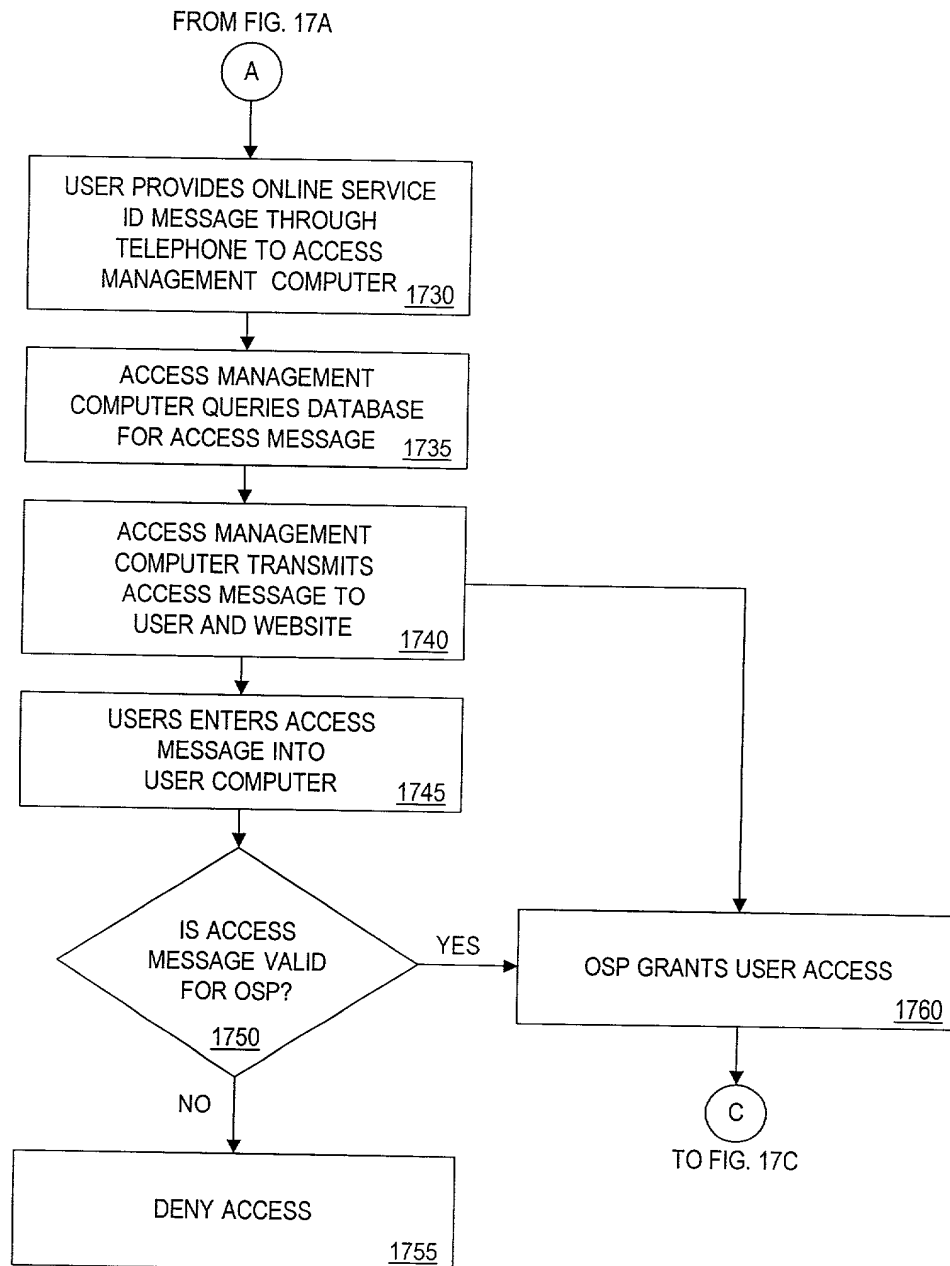 FROM FIG. 17A
A
USER PROVIDES ONLINE SERVICE
ID MESSAGE THROUGH
TELEPHONE TO ACCESS
MANAGEMENT COMPUTER
1730
ACCESS MANAGEMENT
COMPUTER QUERIES DATABASE
FOR ACCESS MESSAGE
1735
ACCESS MANAGEMENT
COMPUTER TRANSMITS
ACCESS MESSAGE TO
USER AND WEBSITE
1740
USERS ENTERS ACCESS
MESSAGE INTO
USER COMPUTER
1745
IS ACCESS
MESSAGE VALID
FOR OSP?
1750
YES
OSP GRANTS USER ACCESS
1760
NO
C
TO FIG. 17C
DENY ACCESS
1755